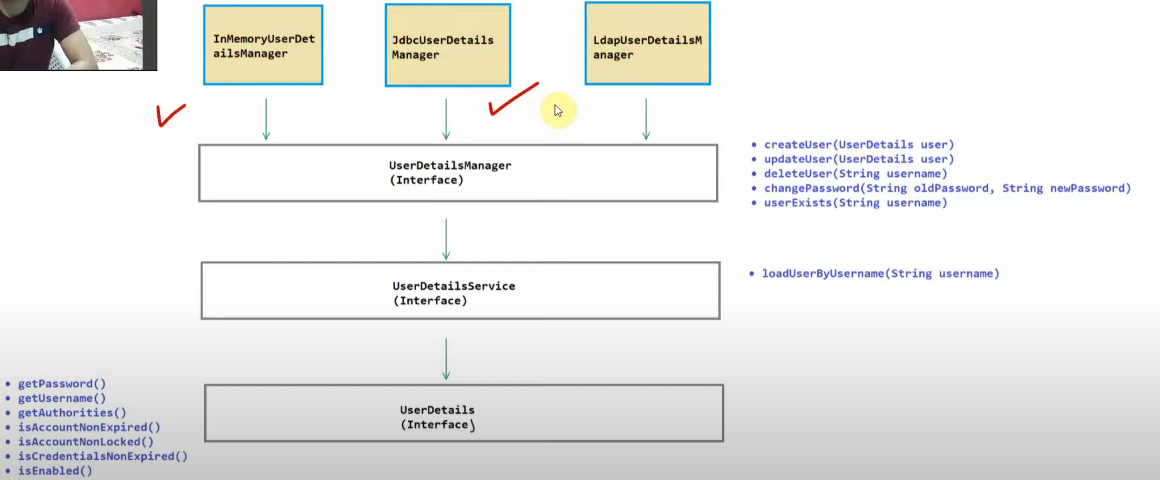 InMemoryUserDet
ailsManager
JdbcUserDetails
Manager
LdapUserDetailsM
anager
UserDetailsManager
(Interface)
• createUser(UserDetails user)
• updateUser(UserDetails user)
• deleteUser(String username)
• changePassword(String oldPassword, String newPassword)
• userExists(String username)
UserDetailsService
(Interface)
• loadUserByUsername(String username)
• getPassword()
• getUsername()
• getAuthorities()
• isAccountNonExpired()
• isAccountNonLocked()
• isCredentialsNonExpired()
• isEnabled()
UserDetails
(Interface)